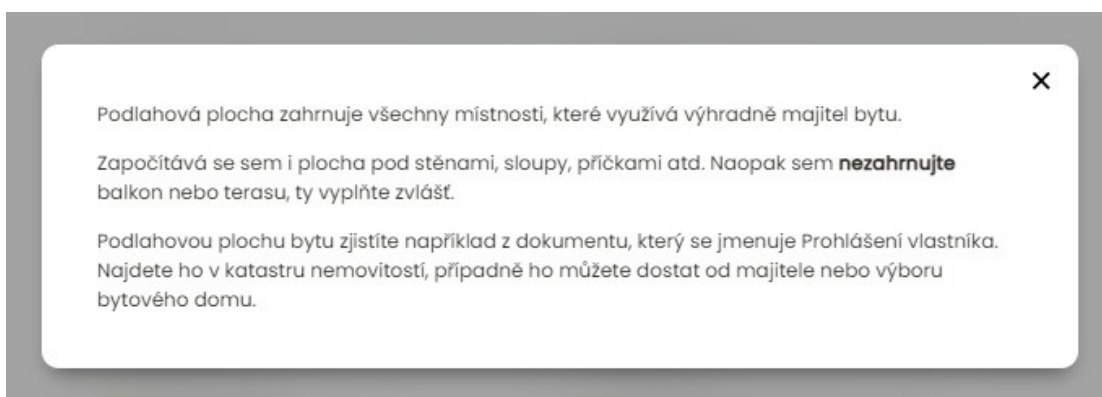 Podlahová plocha zahrnuje všechny místnosti, které využívá výhradně majitel bytu.
Započítává se sem i plocha pod stěnami, sloupy, příčkami atd. Naopak sem nezahrnujte
balkon nebo terasu, ty vyplňte zvlášť.
Podlahovou plochu bytu zjistíte například z dokumentu, který se jmenuje Prohlášení vlastníka.
Najdete ho v katastru nemovitostí, případně ho můžete dostat od majitele nebo výboru
bytového domu.